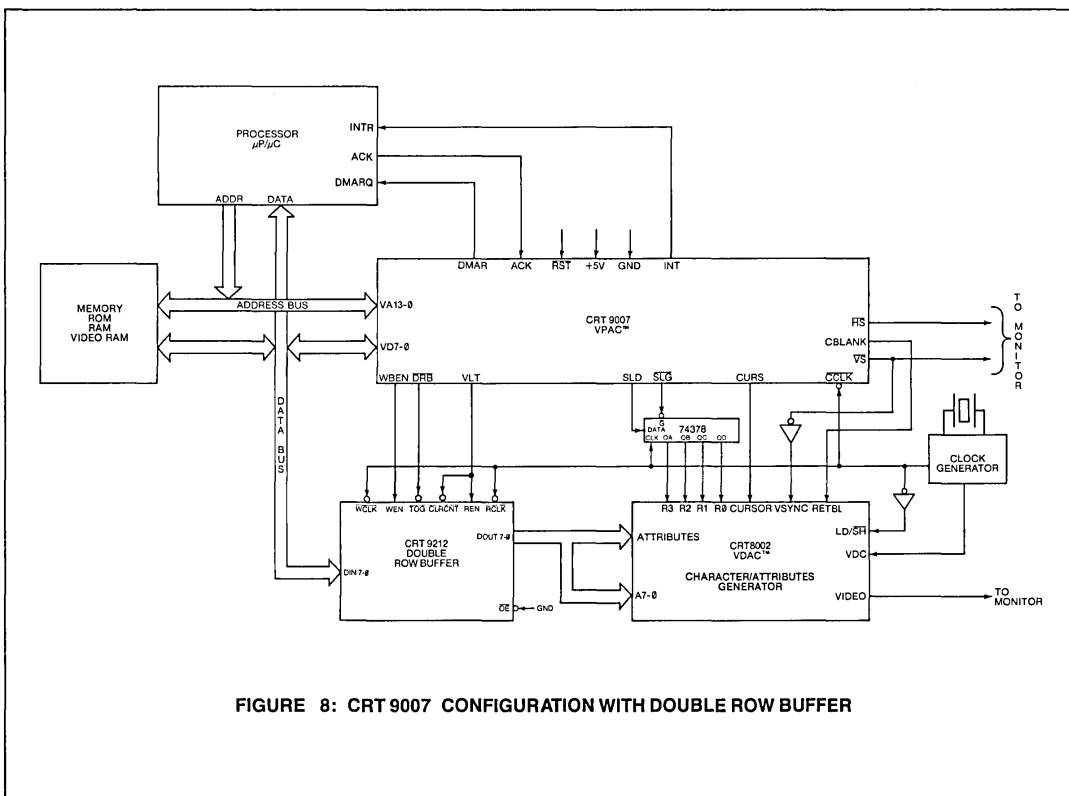 PROCESSOR
µP/µC
INTR
ACK
DMARQ
ADDR DATA
MEMORY
ROM
RAM
VIDEO RAM
ADDRESS BUS
DATA BUS
DMAR ACK RST +5V GND INT
VA13-0
VD7-0
CRT 9007
VPAC™
HS
CBLANK
VS
TO MONITOR
WBEN DRB VLT SLD SLG CURS CCLK
G
DATA 74378
CLK QA QB QC QD
CLOCK
GENERATOR
WCLK WEN TOG CLRCNT REN RCLK
DOUT 7-0
CRT 9212
DOUBLE
ROW BUFFER
DIN 7-0
OE GND
R3 R2 R1 R0 CURSOR VSYNC RETBL
ATTRIBUTES
LD/SH
CRT8002
VDAC™
VDC
CHARACTER/ATTRIBUTES
GENERATOR
A7-0
VIDEO
TO
MONITOR
FIGURE 8: CRT 9007 CONFIGURATION WITH DOUBLE ROW BUFFER